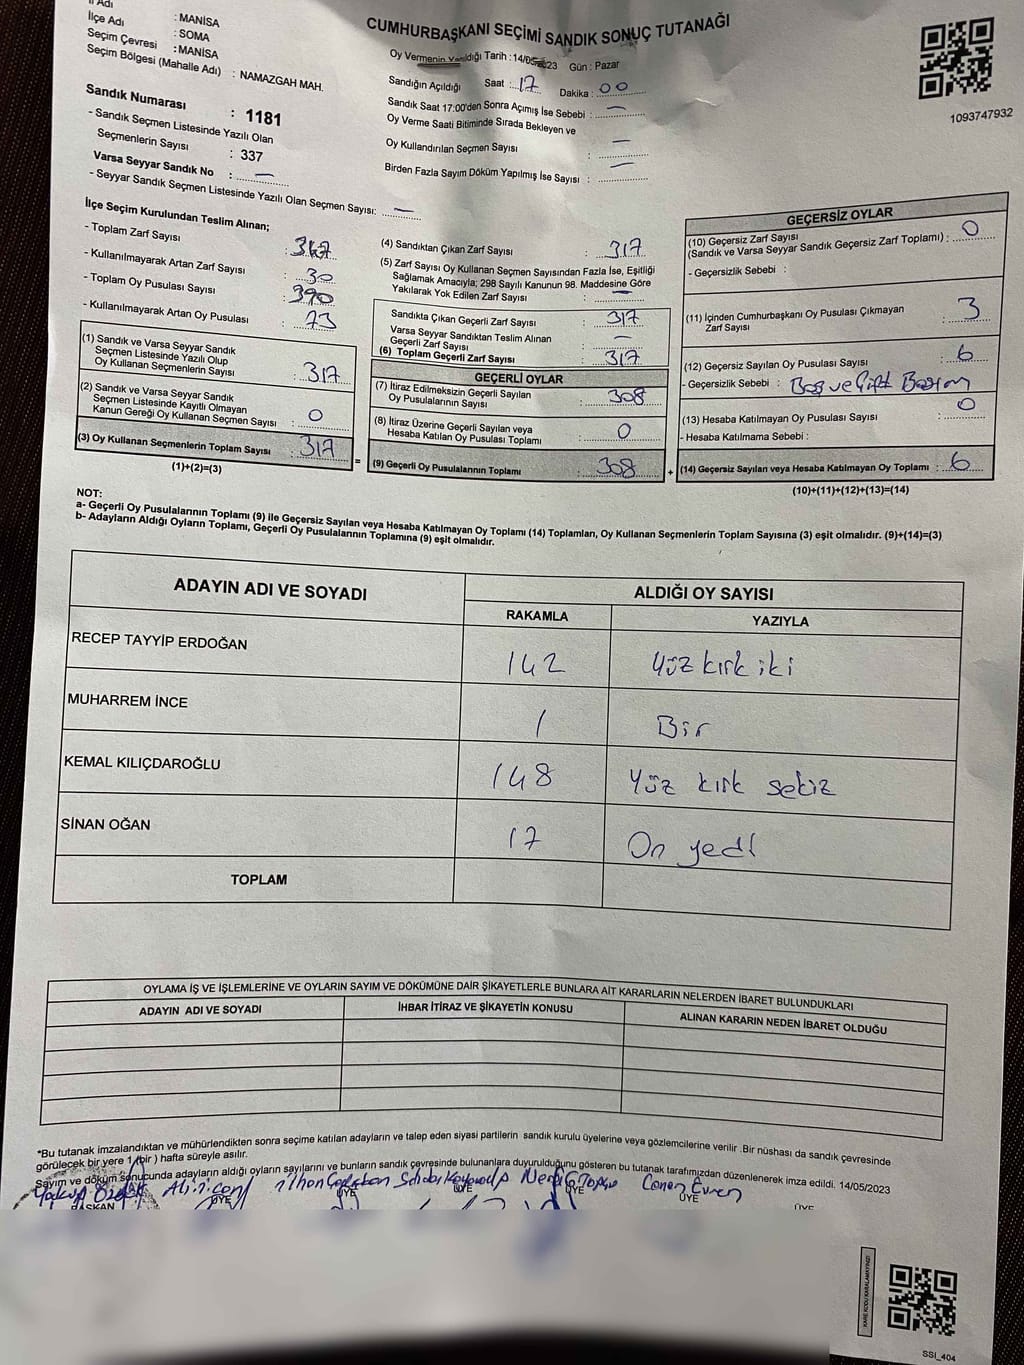 İl Adı : MANİSA
İlçe Adı : SOMA
Seçim Çevresi : MANİSA
Seçim Bölgesi (Mahalle Adı) : NAMAZGAH MAH.
Sandık Numarası : 1181
- Sandık Seçmen Listesinde Yazılı Olan
Seçmenlerin Sayısı : 337
Varsa Seyyar Sandık No : —
- Seyyar Sandık Seçmen Listesinde Yazılı Olan Seçmen Sayısı: —
CUMHURBAŞKANI SEÇİMİ SANDIK SONUÇ TUTANAĞI
Oy Vermenin Yapıldığı Tarih : 14/05/2023 Gün : Pazar
Sandığın Açıldığı Saat : 17 Dakika : 00
Sandık Saat 17:00'den Sonra Açımış İse Sebebi : —
Oy Verme Saati Bitiminde Sırada Bekleyen ve
Oy Kullandırılan Seçmen Sayısı : —
Birden Fazla Sayım Döküm Yapılmış İse Sayısı : —
1093747932
İlçe Seçim Kurulundan Teslim Alınan;
- Toplam Zarf Sayısı : 347
- Kullanılmayarak Artan Zarf Sayısı : 30
- Toplam Oy Pusulası Sayısı : 390
- Kullanılmayarak Artan Oy Pusulası : 73
(1) Sandık ve Varsa Seyyar Sandık
Seçmen Listesinde Yazılı Olup
Oy Kullanan Seçmenlerin Sayısı : 317
(2) Sandık ve Varsa Seyyar Sandık
Seçmen Listesinde Kayıtlı Olmayan
Kanun Gereği Oy Kullanan Seçmen Sayısı : 0
(3) Oy Kullanan Seçmenlerin Toplam Sayısı : 317
(1)+(2)=(3)
(4) Sandıktan Çıkan Zarf Sayısı : 317
(5) Zarf Sayısı Oy Kullanan Seçmen Sayısından Fazla İse, Eşitliği
Sağlamak Amacıyla; 298 Sayılı Kanunun 98. Maddesine Göre
Yakılarak Yok Edilen Zarf Sayısı : —
Sandıkta Çıkan Geçerli Zarf Sayısı : 317
Varsa Seyyar Sandıktan Teslim Alınan
Geçerli Zarf Sayısı : —
(6) Toplam Geçerli Zarf Sayısı : 317
GEÇERLİ OYLAR
(7) İtiraz Edilmeksizin Geçerli Sayılan
Oy Pusulalarının Sayısı : 308
(8) İtiraz Üzerine Geçerli Sayılan veya
Hesaba Katılan Oy Pusulası Toplamı : 0
= (9) Geçerli Oy Pusulalarının Toplamı : 308
GEÇERSİZ OYLAR
(10) Geçersiz Zarf Sayısı
(Sandık ve Varsa Seyyar Sandık Geçersiz Zarf Toplamı) : 0
- Geçersizlik Sebebi :
(11) İçinden Cumhurbaşkanı Oy Pusulası Çıkmayan
Zarf Sayısı : 3
(12) Geçersiz Sayılan Oy Pusulası Sayısı : 6
- Geçersizlik Sebebi : Boş ve Çift Basım
(13) Hesaba Katılmayan Oy Pusulası Sayısı : 0
- Hesaba Katılmama Sebebi :
+ (14) Geçersiz Sayılan veya Hesaba Katılmayan Oy Toplamı : 6
(10)+(11)+(12)+(13)=(14)
NOT:
a- Geçerli Oy Pusulalarının Toplamı (9) ile Geçersiz Sayılan veya Hesaba Katılmayan Oy Toplamı (14) Toplamları, Oy Kullanan Seçmenlerin Toplam Sayısına (3) eşit olmalıdır. (9)+(14)=(3)
b- Adayların Aldığı Oyların Toplamı, Geçerli Oy Pusulalarının Toplamına (9) eşit olmalıdır.
ADAYIN ADI VE SOYADI ALDIĞI OY SAYISI
RAKAMLA YAZIYLA
RECEP TAYYİP ERDOĞAN 142 Yüz kırk iki
MUHARREM İNCE 1 Bir
KEMAL KILIÇDAROĞLU 148 Yüz kırk sekiz
SİNAN OĞAN 17 On yedi
TOPLAM
OYLAMA İŞ VE İŞLEMLERİNE VE OYLARIN SAYIM VE DÖKÜMÜNE DAİR ŞİKAYETLERLE BUNLARA AİT KARARLARIN NELERDEN İBARET BULUNDUKLARI
ADAYIN ADI VE SOYADI İHBAR İTİRAZ VE ŞİKAYETİN KONUSU ALINAN KARARIN NEDEN İBARET OLDUĞU
*Bu tutanak imzalandıktan ve mühürlendikten sonra seçime katılan adayların ve talep eden siyasi partilerin sandık kurulu üyelerine veya gözlemcilerine verilir. Bir nüshası da sandık çevresinde
görülecek bir yere 1 (bir) hafta süreyle asılır.
Sayım ve döküm sonucunda adayların aldığı oyların sayılarını ve bunların sandık çevresinde bulunanlara duyurulduğunu gösteren bu tutanak tarafımızdan düzenlenerek imza edildi. 14/05/2023
Caner Evren
BAŞKAN ÜYE ÜYE ÜYE ÜYE ÜYE ÜYE
KARE KODU KARALAMAYINIZ!
SSI_404